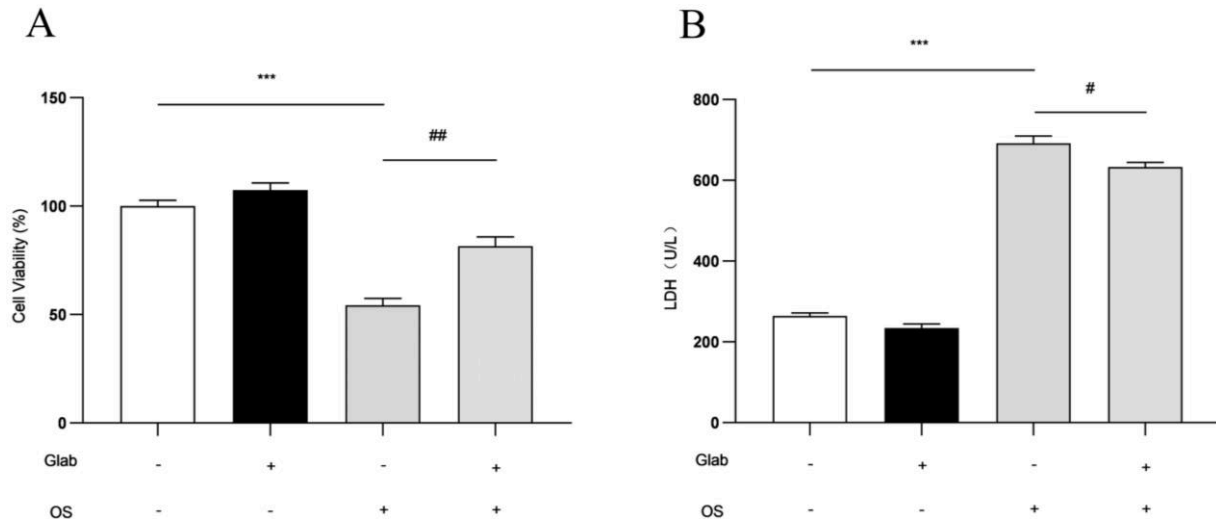 A
***
##
150
100
50
0
Cell Viability (%)
Glab - + - +
OS - - + +
B
***
#
800
600
400
200
0
LDH（U/L）
Glab - + - +
OS - - + +